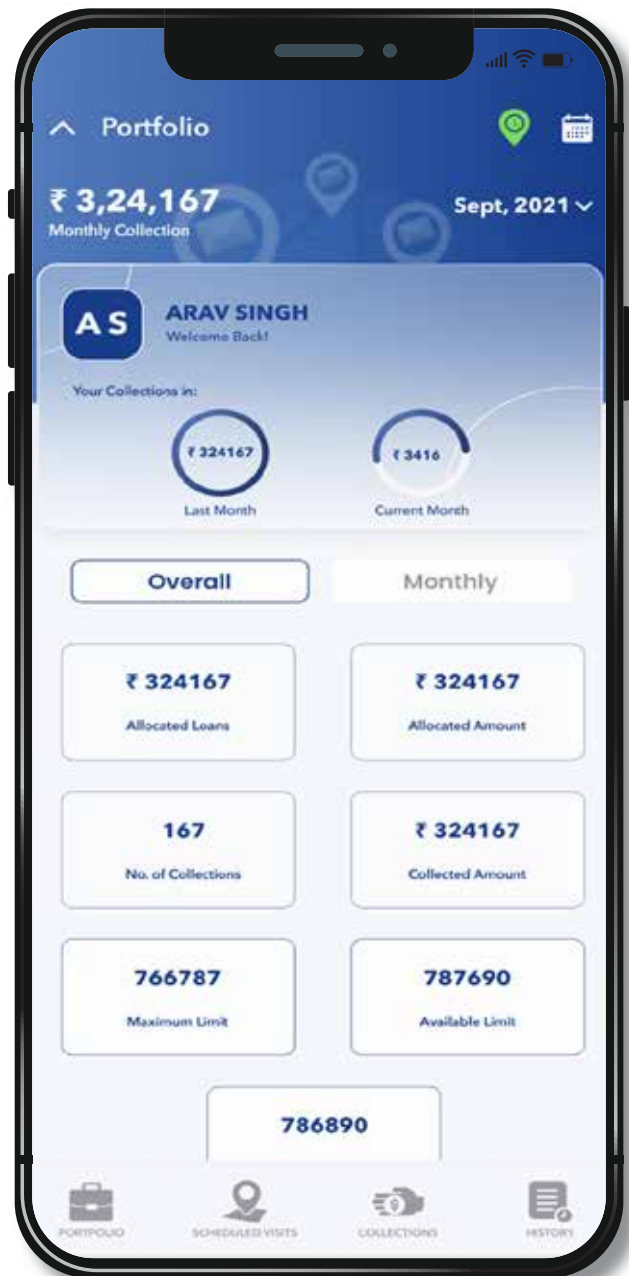 Portfolio
₹ 3,24,167
Monthly Collection
Sept, 2021
A S
ARAV SINGH
Welcome Back!
Your Collections in:
₹ 324167
₹ 3416
Last Month
Current Month
Overall
Monthly
₹ 324167
₹ 324167
Allocated Loans
Allocated Amount
167
₹ 324167
No. of Collections
Collected Amount
766787
787690
Maximum Limit
Available Limit
786890
PORTFOLIO
SCHEDULED VISITS
COLLECTIONS
HISTORY